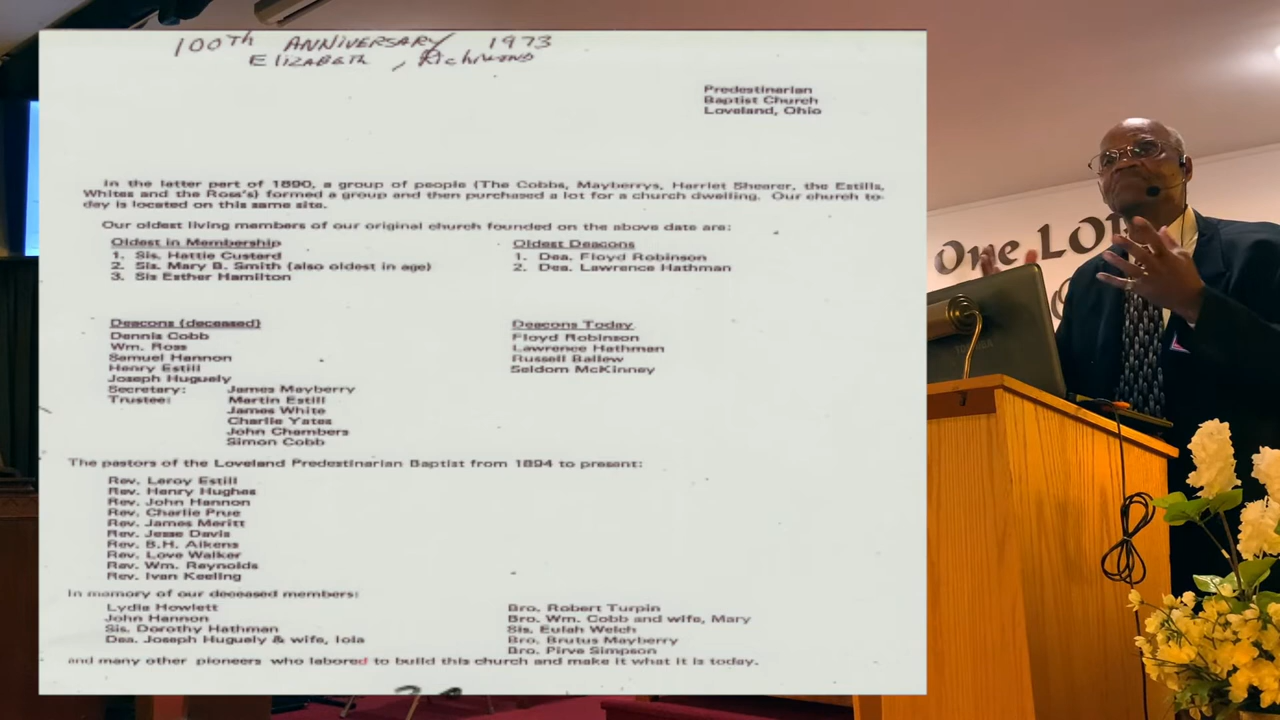 100TH ANNIVERSARY 1973
ELIZABETH, RICHMOND
Predestinarian
Baptist Church
Loveland, Ohio
In the latter part of 1890, a group of people (The Cobbs, Mayberrys, Harriet Shearer, the Estills,
Whites and the Ross's) formed a group and then purchased a lot for a church dwelling. Our church to-
day is located on this same site.
Our oldest living members of our original church founded on the above date are:
Oldest in Membership
1. Sis. Hattie Custard
2. Sis. Mary B. Smith (also oldest in age)
3. Sis Esther Hamilton
Oldest Deacons
1. Dea. Floyd Robinson
2. Dea. Lawrence Hathman
Deacons (deceased)
Dennis Cobb
Wm. Ross
Samuel Hannon
Henry Estill
Joseph Huguely
Secretary: James Mayberry
Trustee: Martin Estill
James White
Charlie Yates
John Chambers
Simon Cobb
Deacons Today
Floyd Robinson
Lawrence Hathman
Russell Ballew
Seldom McKinney
The pastors of the Loveland Predestinarian Baptist from 1894 to present:
Rev. Leroy Estill
Rev. Henry Hughes
Rev. John Hannon
Rev. Charlie Prue
Rev. James Meritt
Rev. Jesse Davis
Rev. B.H. Aikens
Rev. Love Walker
Rev. Wm. Reynolds
Rev. Ivan Keeling
In memory of our deceased members:
Lydia Howlett
John Hannon
Sis. Dorothy Hathman
Dea. Joseph Huguely & wife, Iola
Bro. Robert Turpin
Bro. Wm. Cobb and wife, Mary
Sis. Eulah Welch
Bro. Brutus Mayberry
Bro. Pirve Simpson
and many other pioneers who labored to build this church and make it what it is today.
One LO